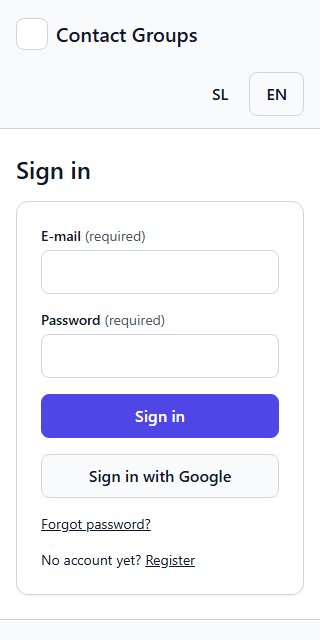 Contact Groups
SL EN
Sign in
E-mail (required)
Password (required)
Sign in
Sign in with Google
Forgot password?
No account yet? Register